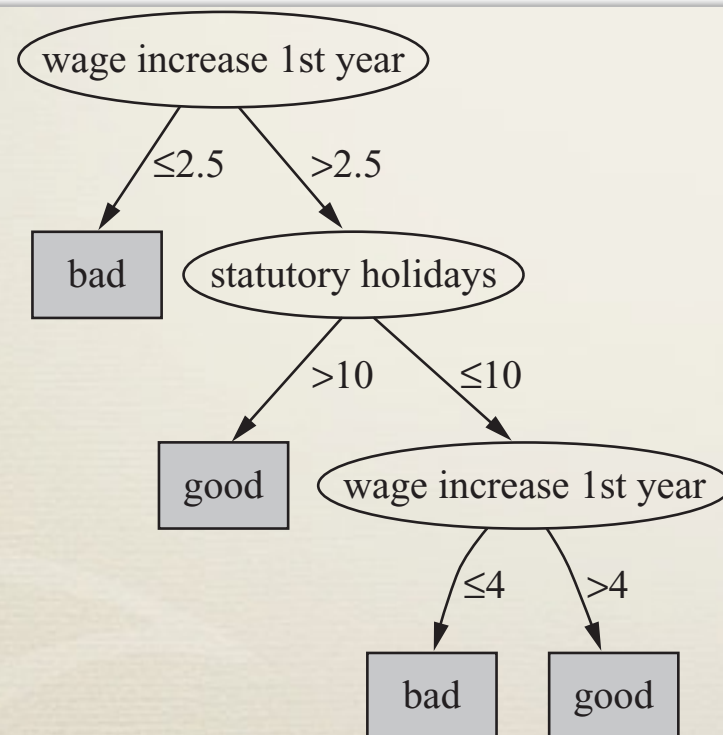 wage increase 1st year
≤2.5
>2.5
bad
statutory holidays
>10
≤10
good
wage increase 1st year
≤4
>4
bad
good